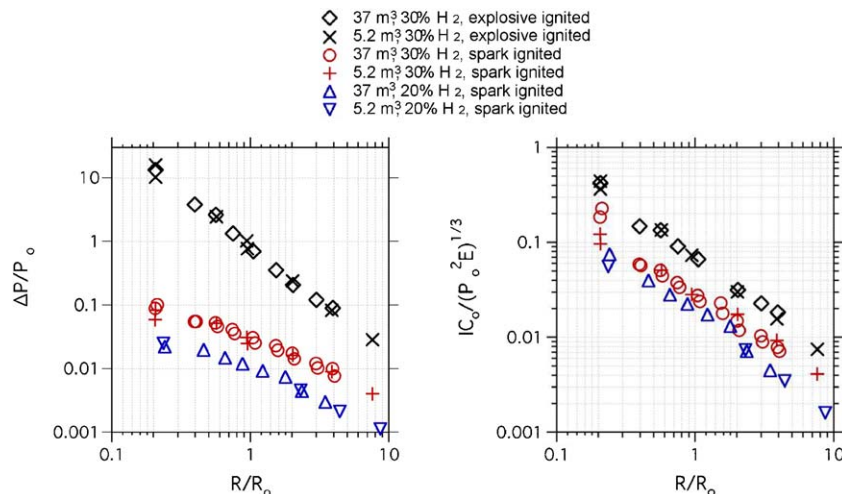 37 m³, 30% H₂, explosive ignited
5.2 m³, 30% H₂, explosive ignited
37 m³, 30% H₂, spark ignited
5.2 m³, 30% H₂, spark ignited
37 m³, 20% H₂, spark ignited
5.2 m³, 20% H₂, spark ignited
ΔP/Pₒ
10
1
0.1
0.01
0.001
0.1
1
10
R/Rₒ
ICₒ/(Pₒ²E)¹/³
1
0.1
0.01
0.001
0.1
1
10
R/Rₒ